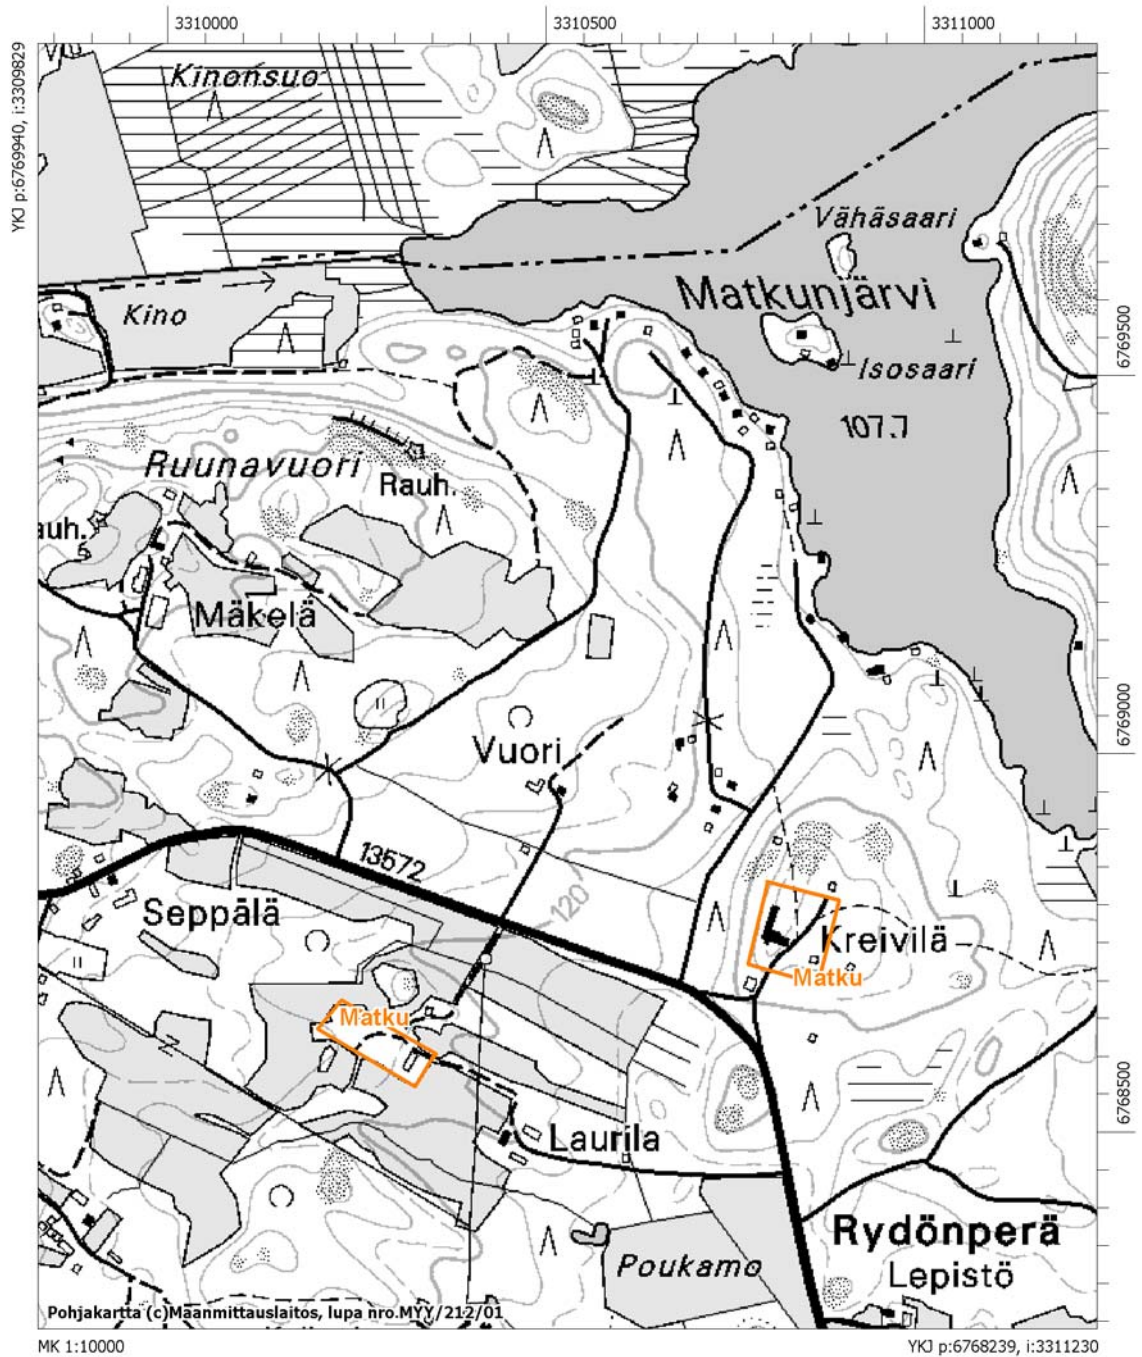 3310000
3310500
3311000
YKJ p:6769940, i:3309829
Kinonsuo
Vähäsaari
Matkunjärvi
Kino
6769500
Isosaari
107.7
Ruunavuori
Rauh.
auh.
Mäkelä
6769000
Vuori
13572
120
Seppälä
Kreivilä
Matku
Matku
6768500
Laurila
Rydönperä
Poukamo
Lepistö
Pohjakartta (c)Maanmittauslaitos, lupa nro.MYY/212/01
MK 1:10000
YKJ p:6768239, i:3311230